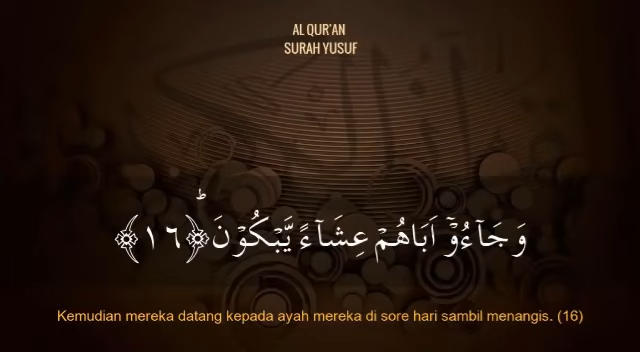 AL QUR'AN
SURAH YUSUF
وَجَآءُوْٓ اَبَاهُمْ عِشَآءً يَّبْكُوْنَ ۗ﴿١٦﴾
Kemudian mereka datang kepada ayah mereka di sore hari sambil menangis. (16)